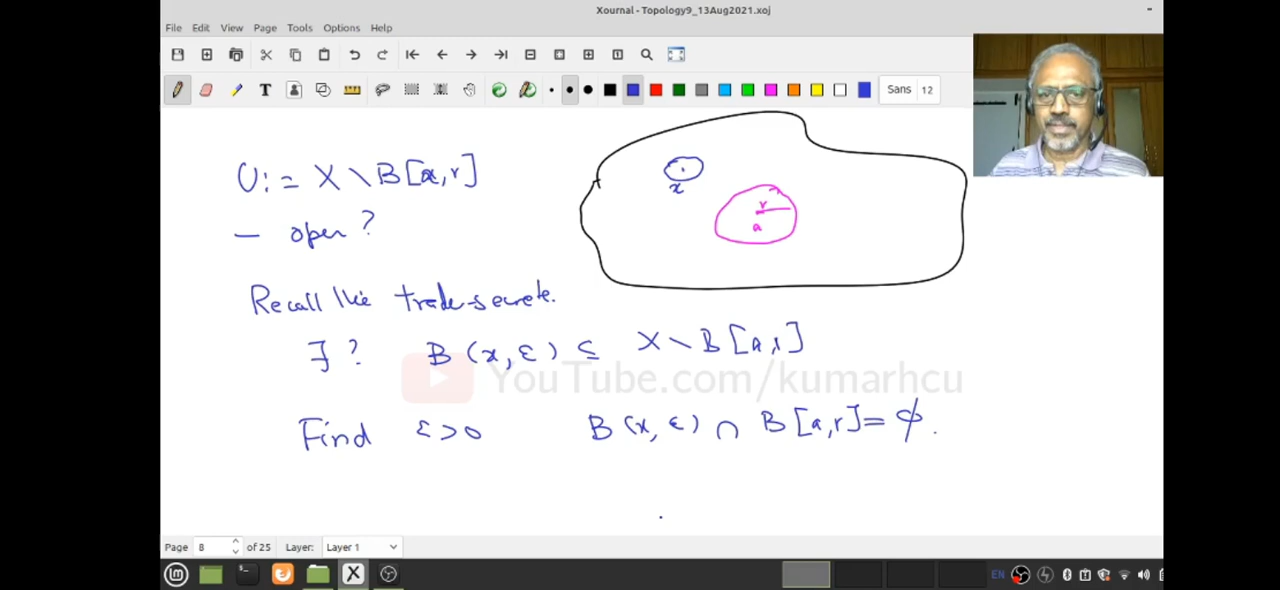 Xournal - Topology9_13Aug2021.xoj
File Edit View Page Tools Options Help
Sans 12
U := X \ B[x,r]
— open?
x
r
a
Recall the trade-secrete.
∃ ? B(x,ε) ⊆ X \ B[a,r]
YouTube.com/kumarhcu
Find ε>0 B(x,ε) ∩ B[a,r] = φ.
Page 8 of 25 Layer: Layer 1
EN